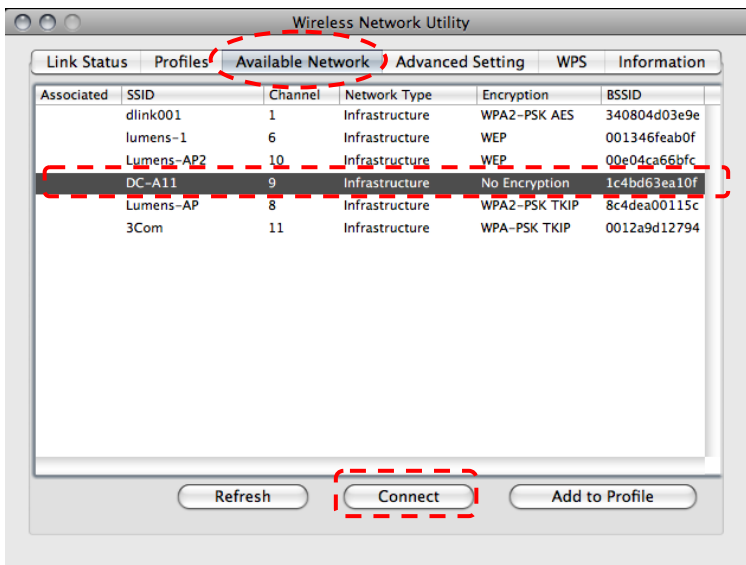 Wireless Network Utility
Link Status Profiles Available Network Advanced Setting WPS Information
Associated SSID Channel Network Type Encryption BSSID
dlink001 1 Infrastructure WPA2-PSK AES 340804d03e9e
lumens-1 6 Infrastructure WEP 001346feab0f
Lumens-AP2 10 Infrastructure WEP 00e04ca66bfc
DC-A11 9 Infrastructure No Encryption 1c4bd63ea10f
Lumens-AP 8 Infrastructure WPA2-PSK TKIP 8c4dea00115c
3Com 11 Infrastructure WPA-PSK TKIP 0012a9d12794
Refresh Connect Add to Profile